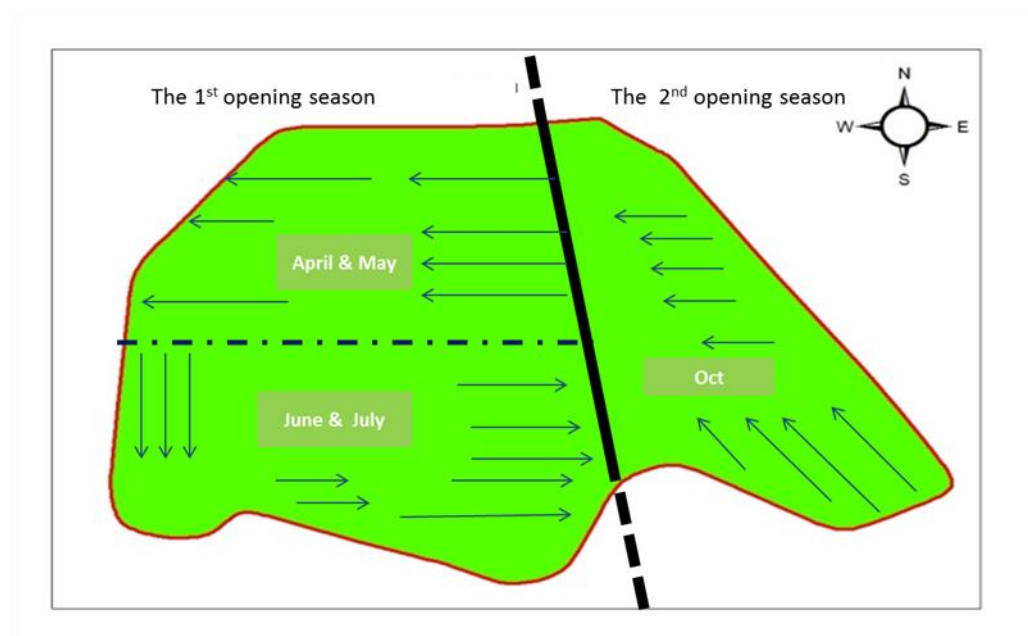 The 1st opening season
The 2nd opening season
N
W
E
S
April & May
Oct
June & July